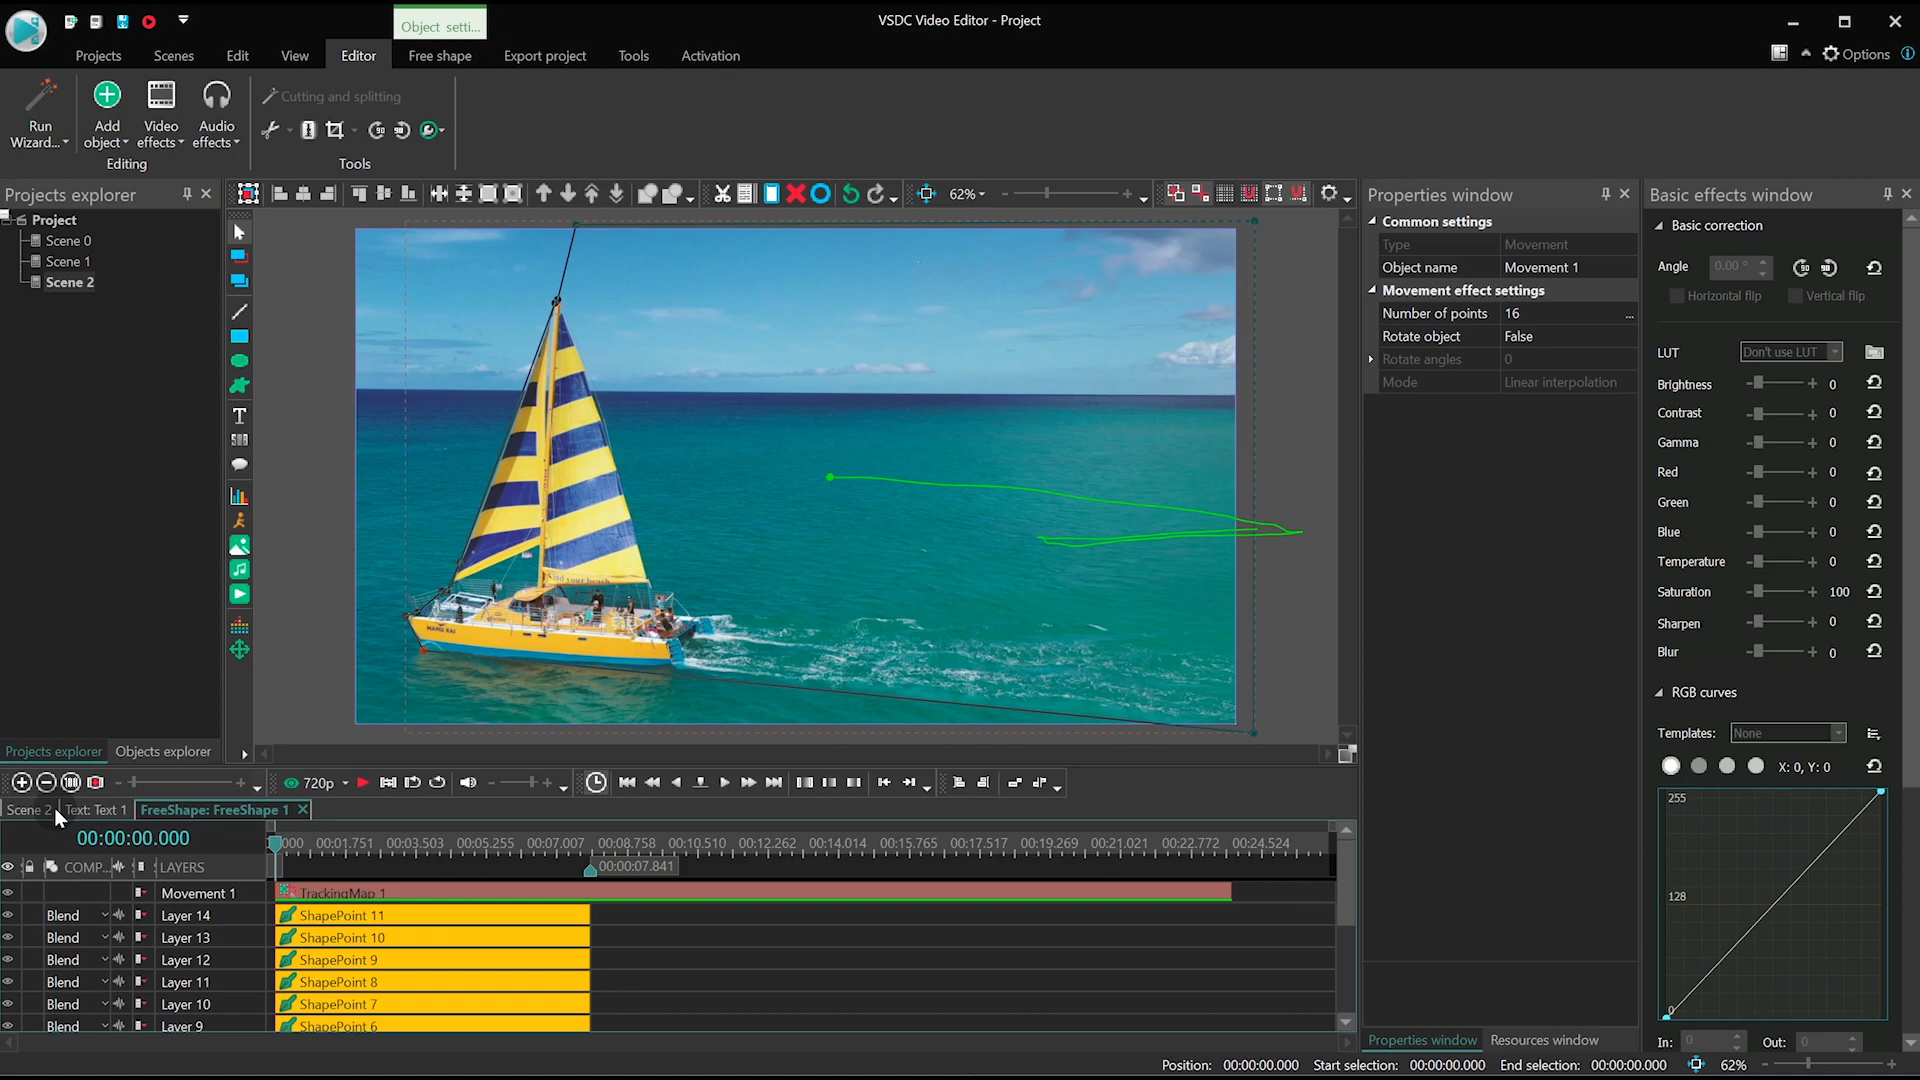 Object setti...
VSDC Video Editor - Project
Projects
Scenes
Edit
View
Editor
Free shape
Export project
Tools
Activation
Options
Run
Wizard...
Add
object
Video
effects
Audio
effects
Editing
Cutting and splitting
Tools
Projects explorer
62%
Properties window
Basic effects window
Project
Scene 0
Scene 1
Scene 2
Common settings
Type Movement
Object name Movement 1
Movement effect settings
Number of points 16 ...
Rotate object False
Rotate angles 0
Mode Linear interpolation
Basic correction
Angle 0.00 °
Horizontal flip Vertical flip
LUT Don't use LUT
Brightness 0
Contrast 0
Gamma 0
Red 0
Green 0
Blue 0
Temperature 0
Saturation 100
Sharpen 0
Blur 0
RGB curves
Templates: None
X: 0, Y: 0
255
128
0
In: 0 Out: 0
T
SUB
find your beach
Projects explorer Objects explorer
720p
Scene 2 Text: Text 1 FreeShape: FreeShape 1
00:00:00.000
000 00:01.751 00:03.503 00:05.255 00:07.007 00:08.758 00:10.510 00:12.262 00:14.014 00:15.765 00:17.517 00:19.269 00:21.021 00:22.772 00:24.524
00:00:07.841
COMP... LAYERS
Movement 1 TrackingMap 1
Blend Layer 14 ShapePoint 11
Blend Layer 13 ShapePoint 10
Blend Layer 12 ShapePoint 9
Blend Layer 11 ShapePoint 8
Blend Layer 10 ShapePoint 7
Blend Layer 9 ShapePoint 6
Properties window Resources window
Position: 00:00:00.000 Start selection: 00:00:00.000 End selection: 00:00:00.000 62%